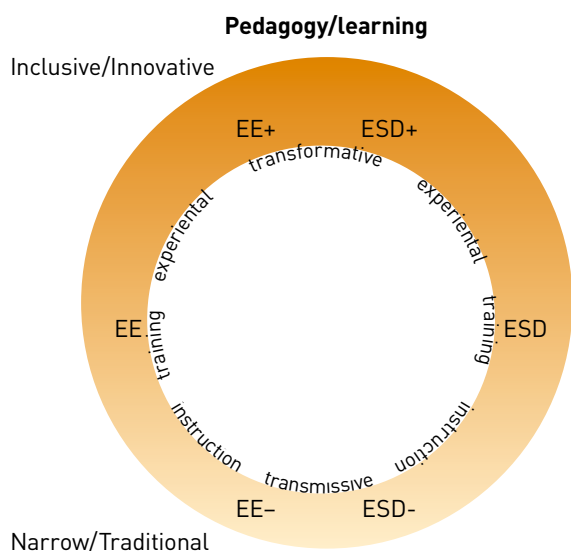 Pedagogy/learning
Inclusive/Innovative
EE+
ESD+
transformative
experiental
experiental
EE
training
training
ESD
instruction
instruction
transmissive
EE–
ESD-
Narrow/Traditional